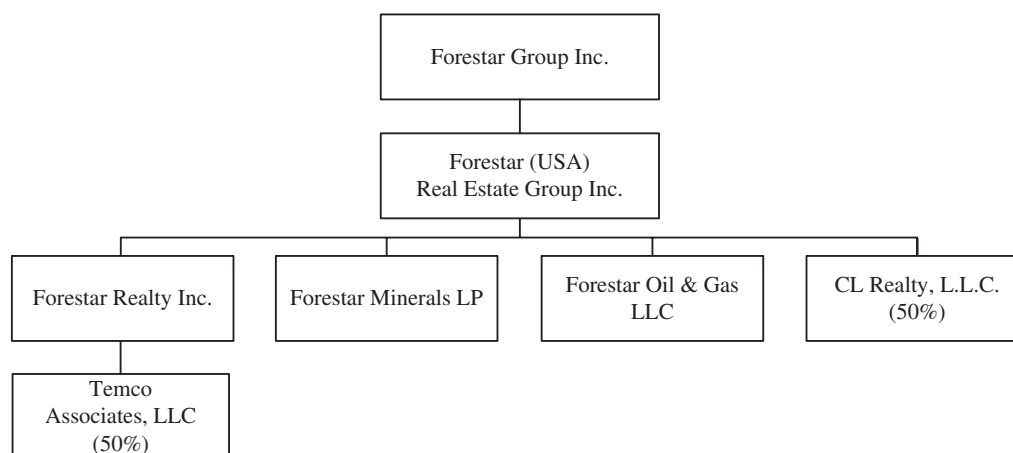 Forestar Group Inc.
Forestar (USA)
Real Estate Group Inc.
Forestar Realty Inc.
Forestar Minerals LP
Forestar Oil & Gas
LLC
CL Realty, L.L.C.
(50%)
Temco
Associates, LLC
(50%)